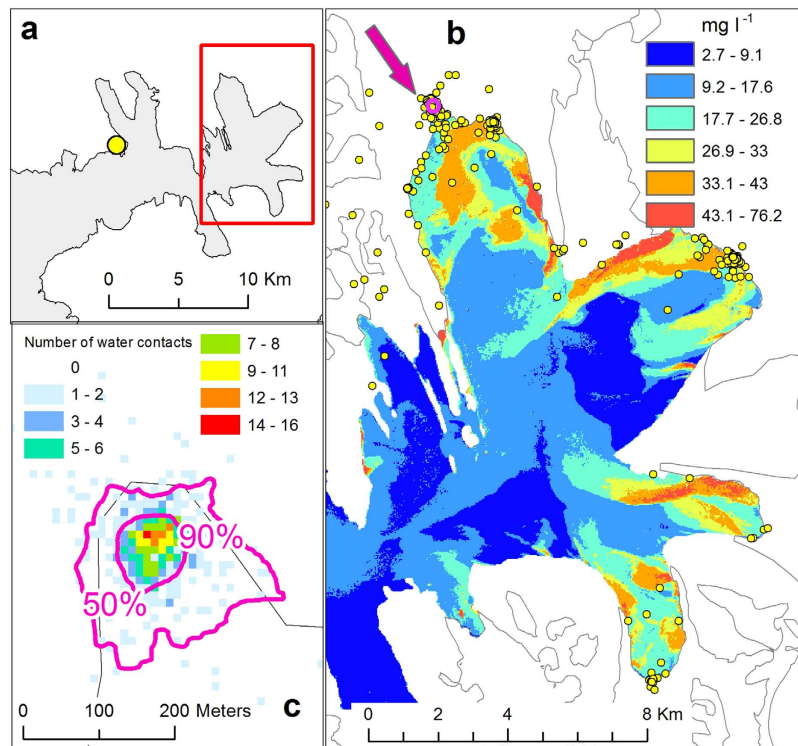 a
0 5 10 Km
b
mg l -1
2.7 - 9.1
9.2 - 17.6
17.7 - 26.8
26.9 - 33
33.1 - 43
43.1 - 76.2
0 2 4 8 Km
Number of water contacts
0
1 - 2
3 - 4
5 - 6
7 - 8
9 - 11
12 - 13
14 - 16
90%
50%
0 100 200 Meters
c